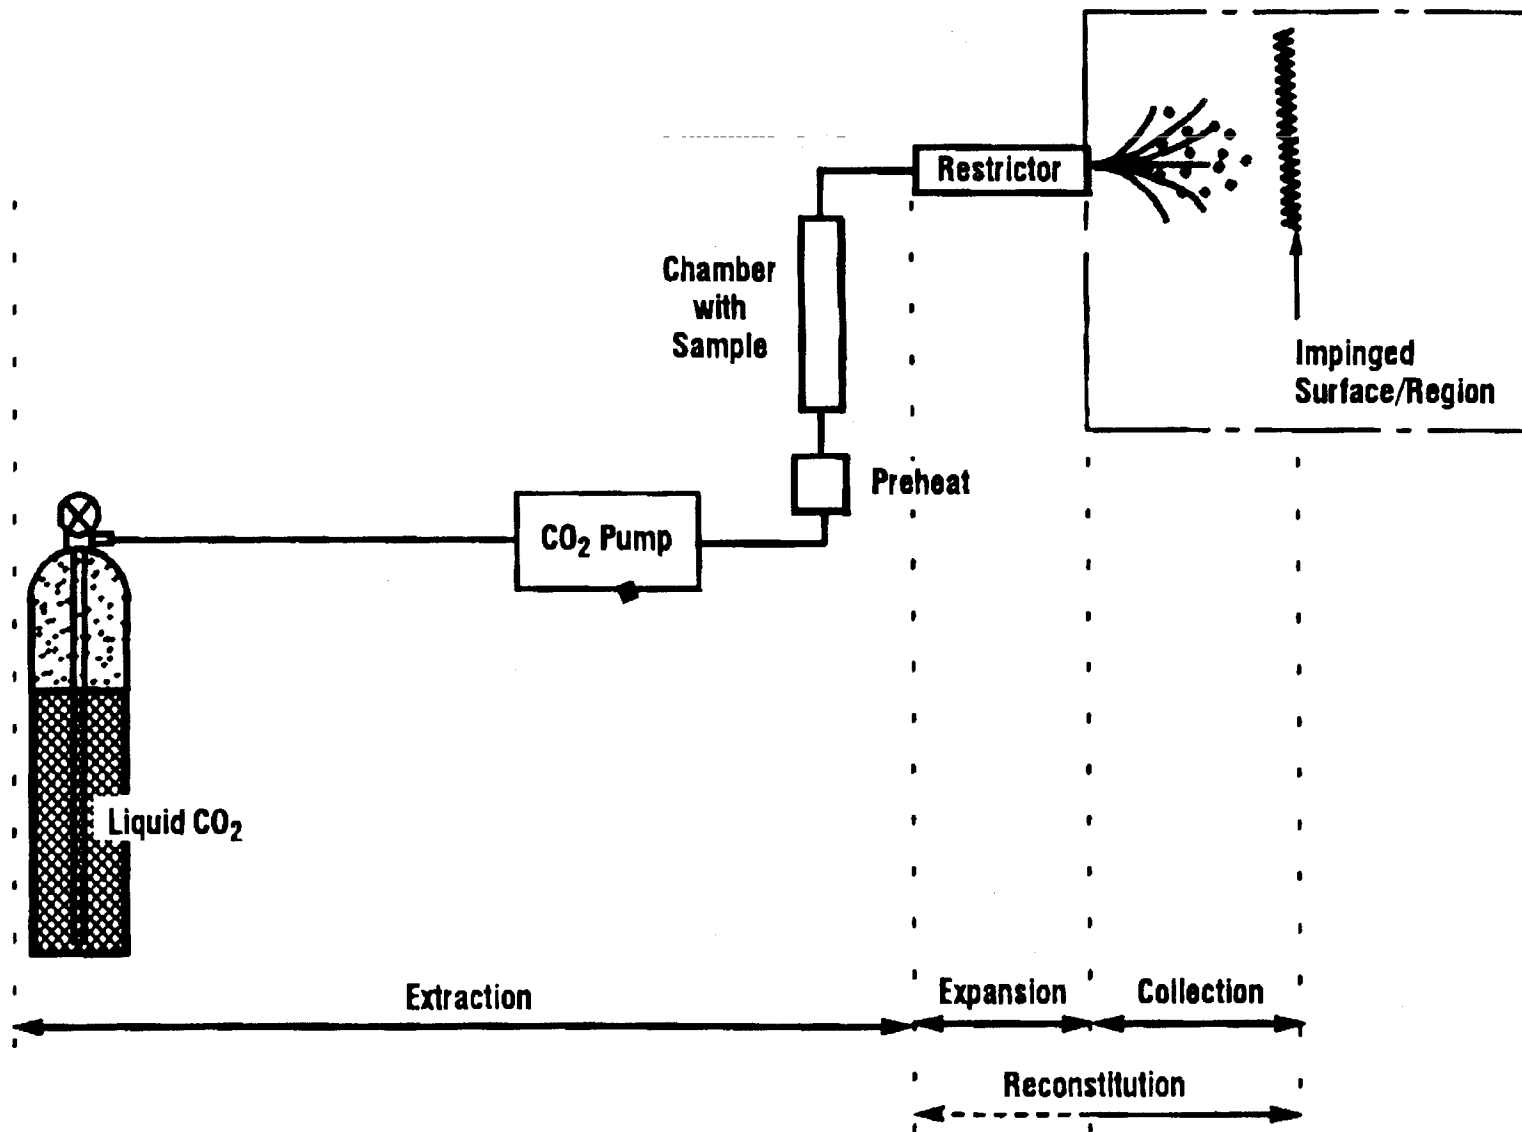 Restrictor
Chamber
with
Sample
Impinged
Surface/Region
Preheat
CO₂ Pump
Liquid CO₂
Extraction
Expansion
Collection
Reconstitution